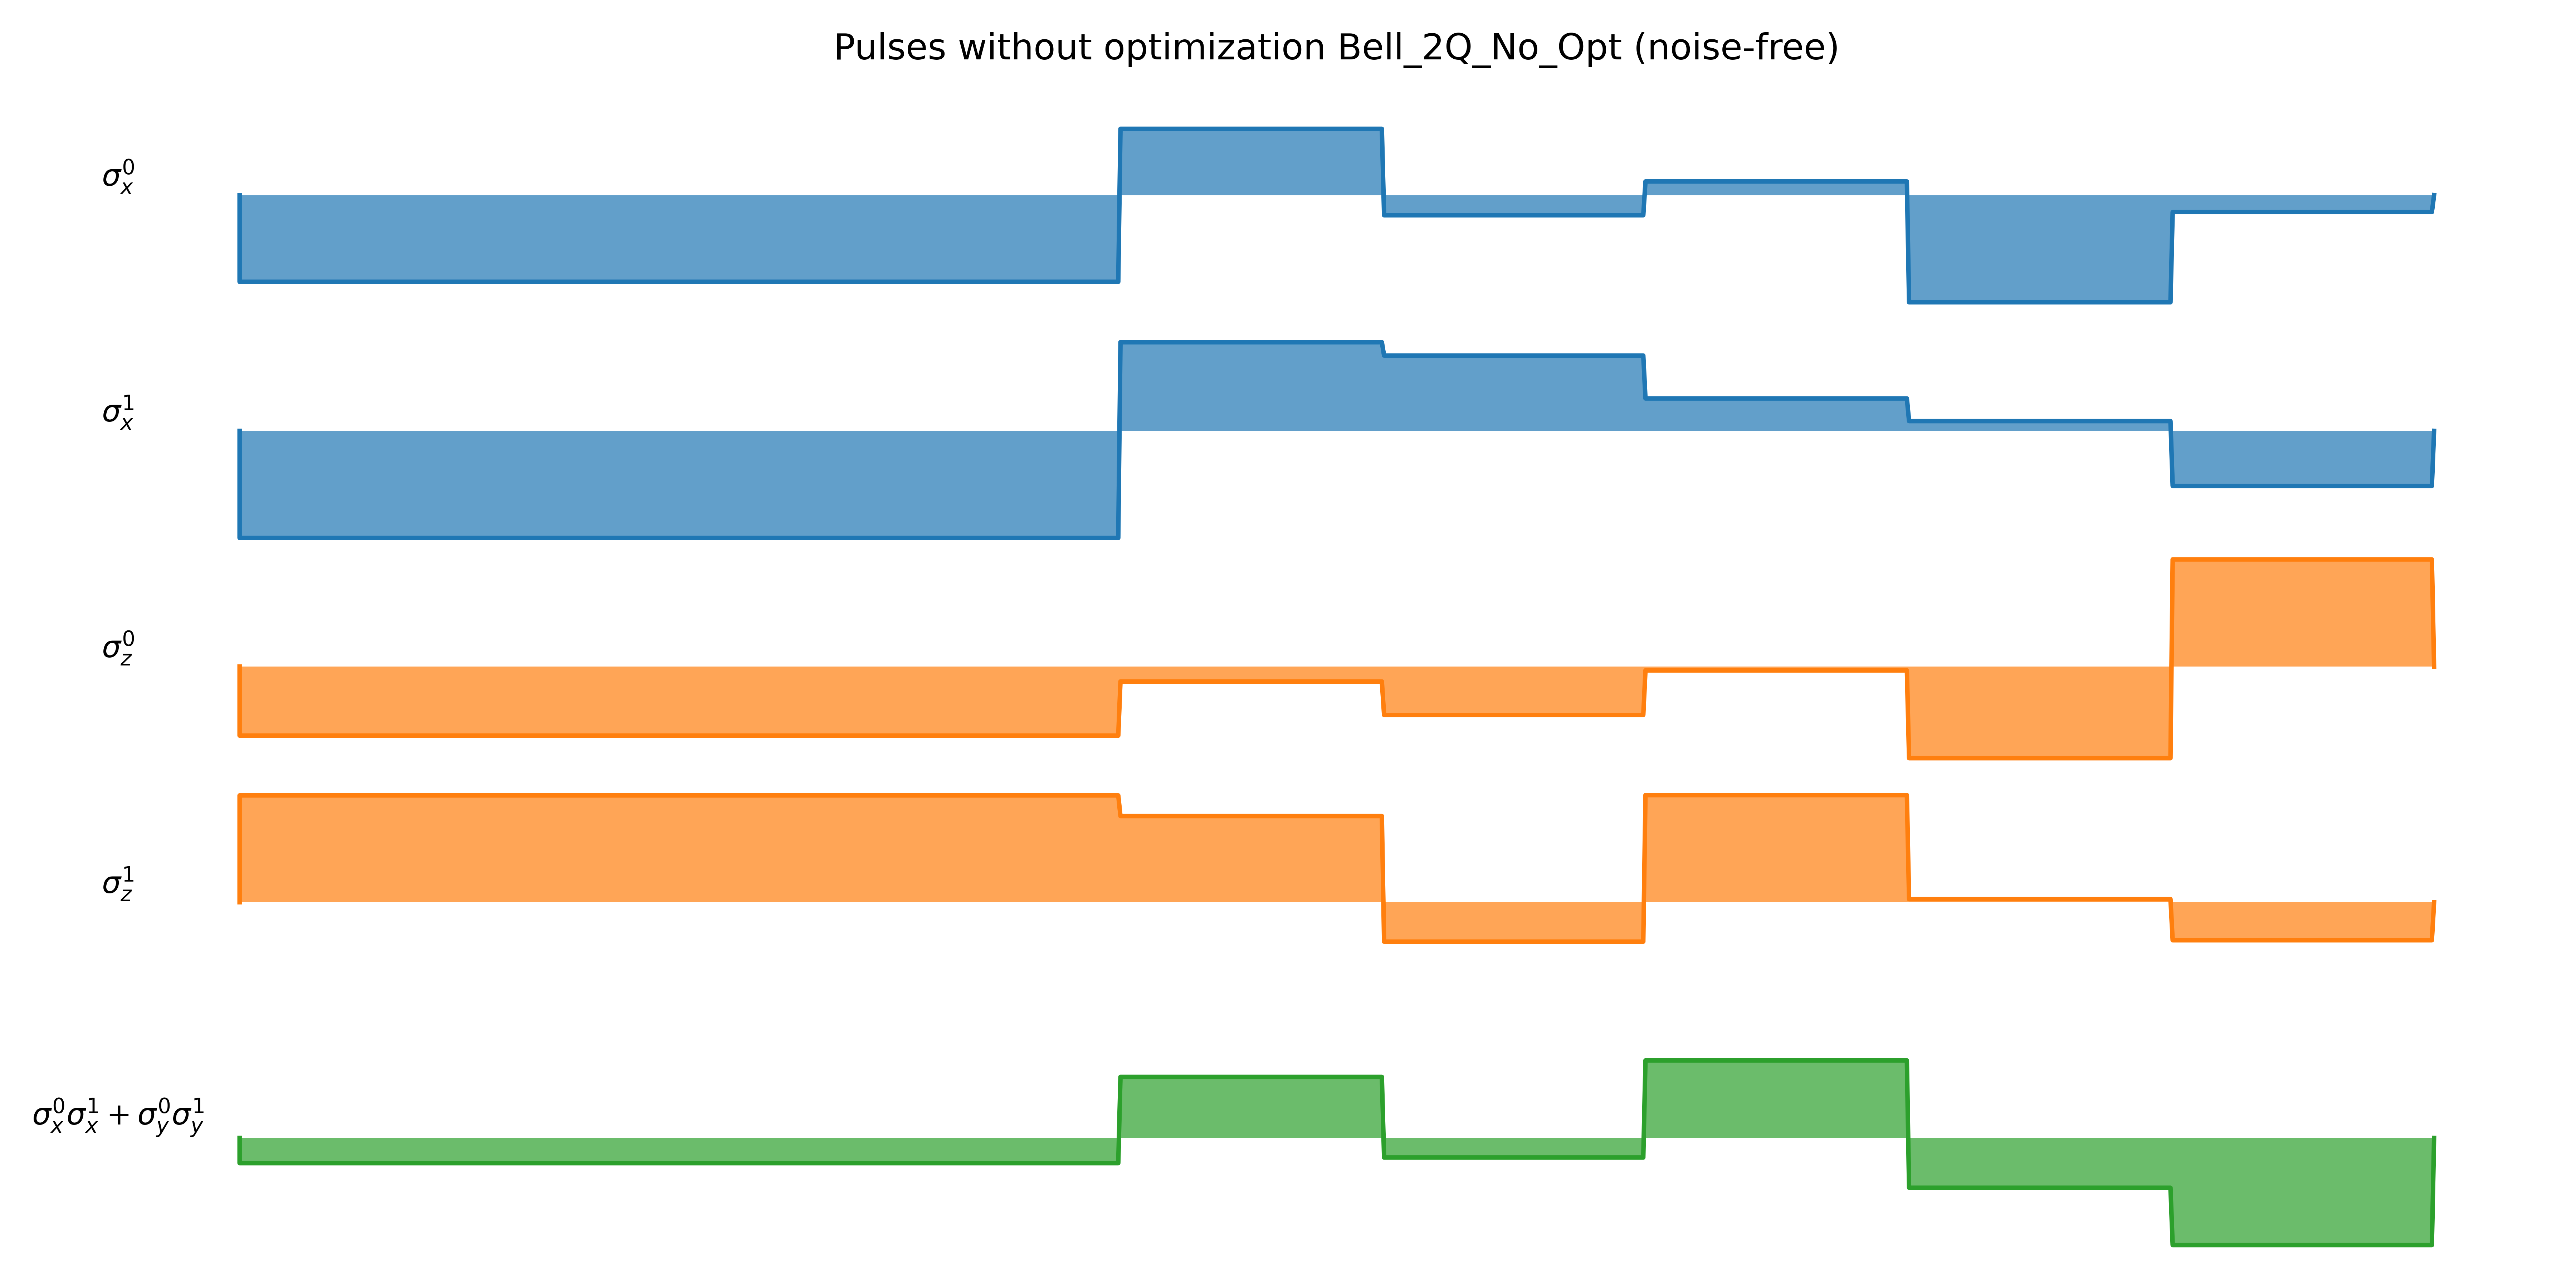 Pulses without optimization Bell_2Q_No_Opt (noise-free)
σ_x^0
σ_x^1
σ_z^0
σ_z^1
σ_x^0σ_x^1 + σ_y^0σ_y^1